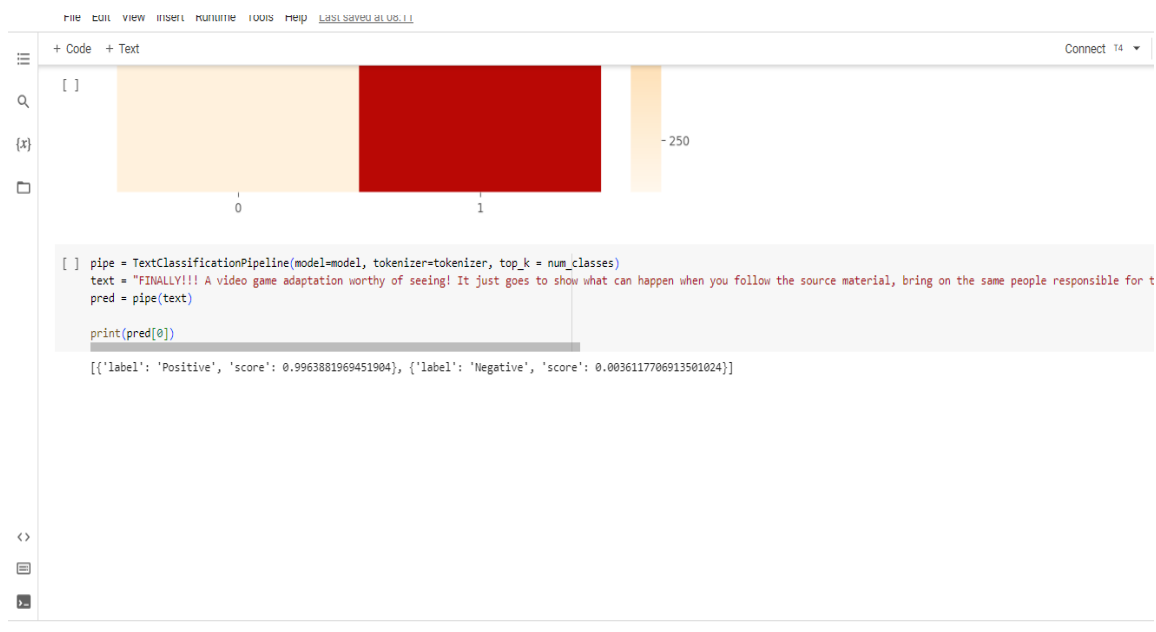 File Edit View Insert Runtime Tools Help Last saved at 08:11
+ Code + Text
Connect T4
[ ]
{x}
250
0 1
[ ] pipe = TextClassificationPipeline(model=model, tokenizer=tokenizer, top_k = num_classes)
text = "FINALLY!!! A video game adaptation worthy of seeing! It just goes to show what can happen when you follow the source material, bring on the same people responsible for t
pred = pipe(text)
print(pred[0])
[{'label': 'Positive', 'score': 0.9963881969451904}, {'label': 'Negative', 'score': 0.0036117706913501024}]